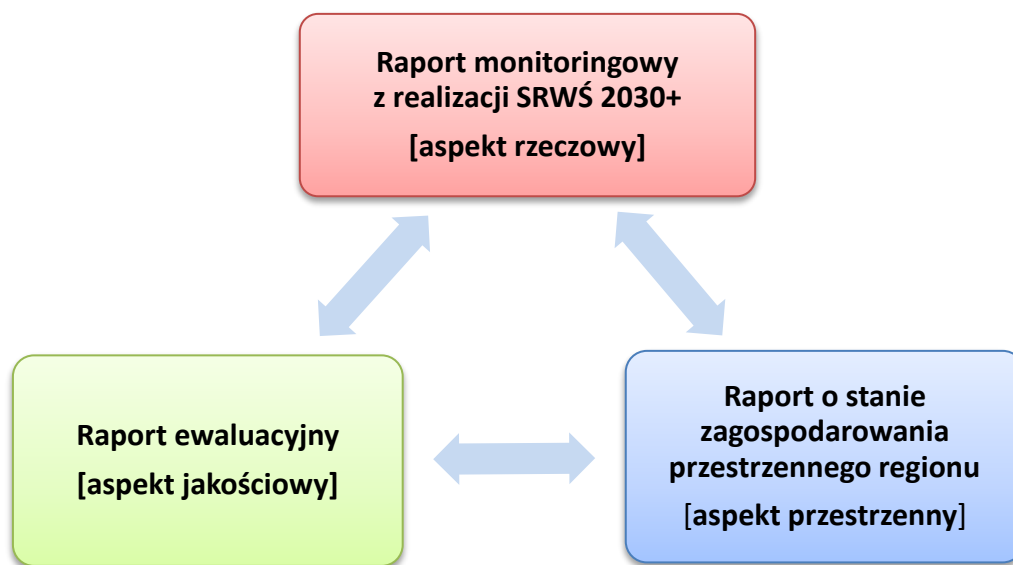 Raport monitoringowy
z realizacji SRWŚ 2030+
[aspekt rzeczowy]
Raport ewaluacyjny
[aspekt jakościowy]
Raport o stanie
zagospodarowania
przestrzennego regionu
[aspekt przestrzenny]